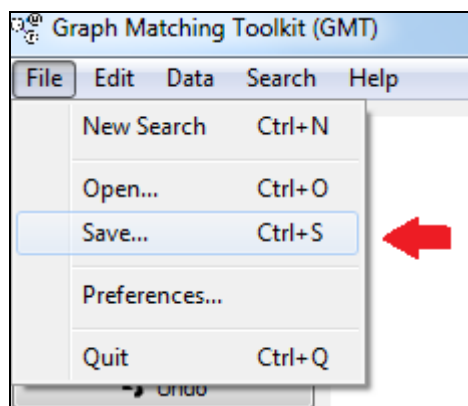 Graph Matching Toolkit (GMT)
File Edit Data Search Help
New Search Ctrl+N
Open... Ctrl+O
Save... Ctrl+S
Preferences...
Quit Ctrl+Q
Undo